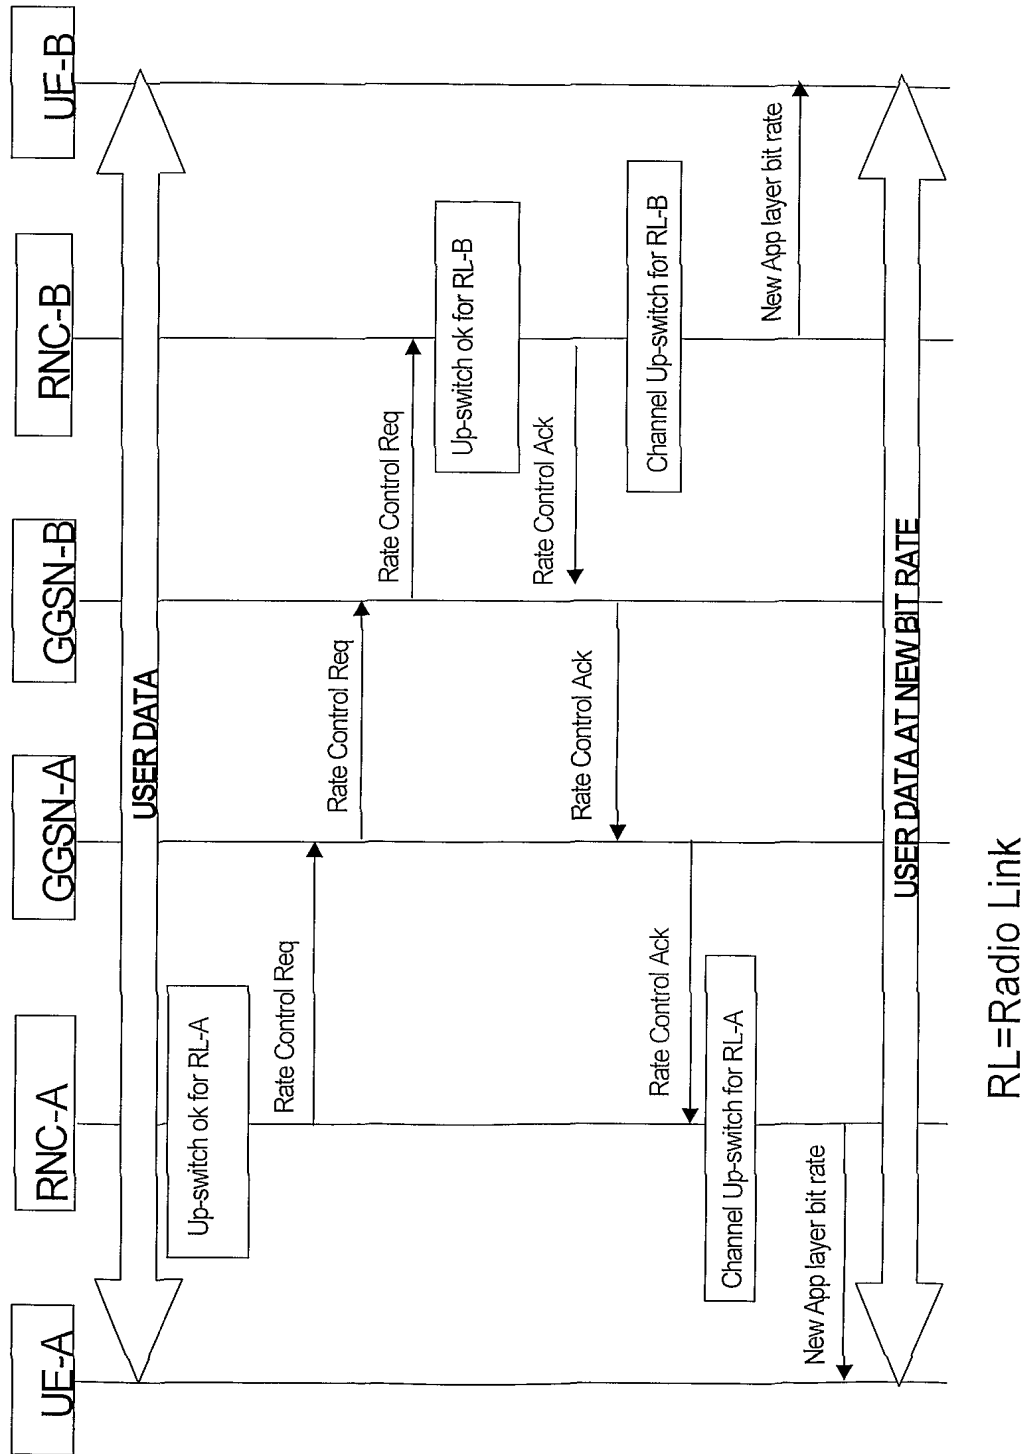 UE-A
RNC-A
GGSN-A
GGSN-B
RNC-B
UE-B
USER DATA
Up-switch ok for RL-A
Rate Control Req
Rate Control Req
Rate Control Req
Up-switch ok for RL-B
Rate Control Ack
Rate Control Ack
Channel Up-switch for RL-B
Rate Control Ack
Channel Up-switch for RL-A
New App layer bit rate
New App layer bit rate
USER DATA AT NEW BIT RATE
RL=Radio Link